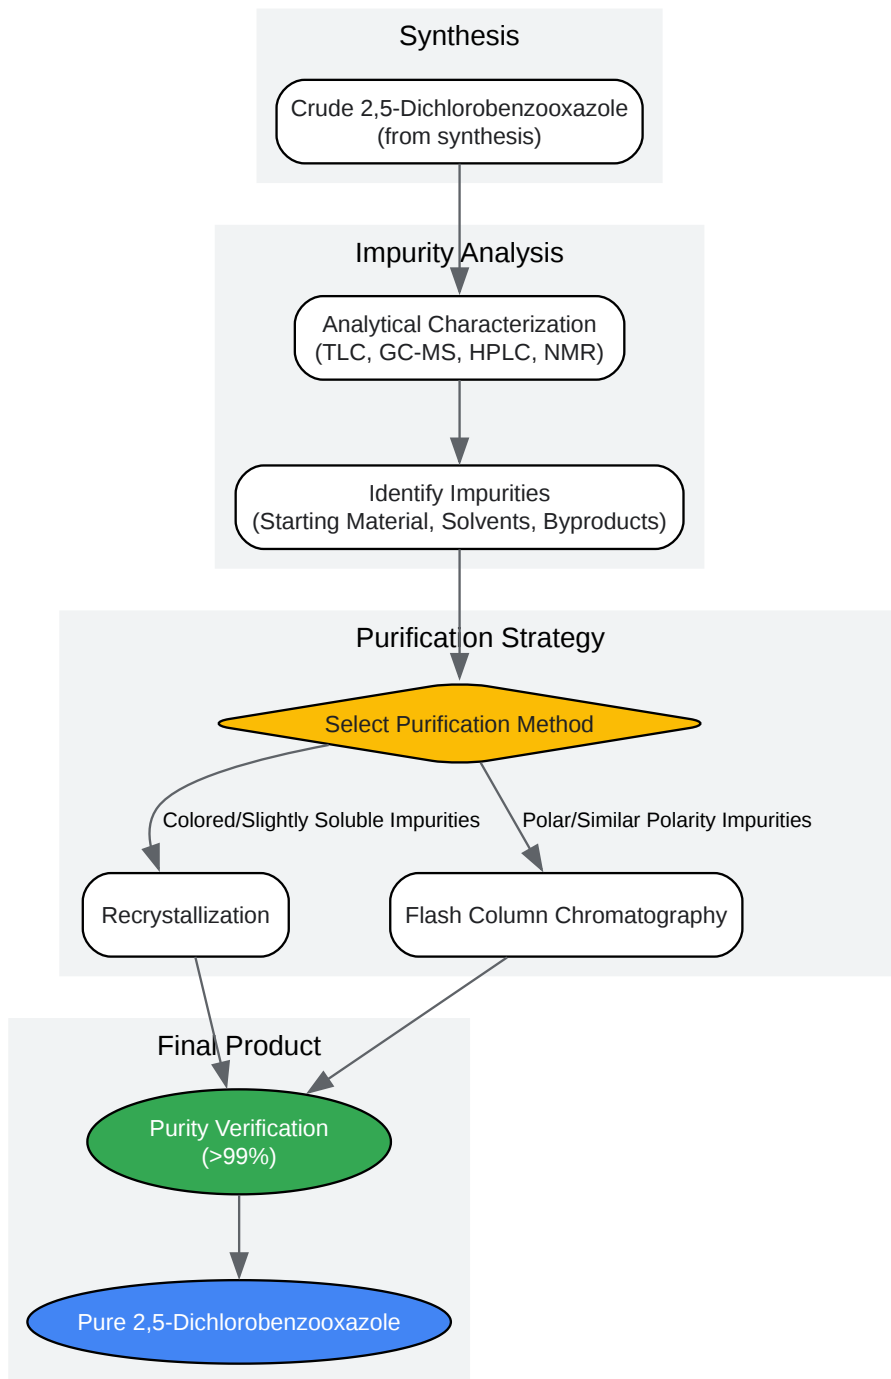 Synthesis
Crude 2,5-Dichlorobenzooxazole
(from synthesis)
Impurity Analysis
Analytical Characterization
(TLC, GC-MS, HPLC, NMR)
Identify Impurities
(Starting Material, Solvents, Byproducts)
Purification Strategy
Select Purification Method
Colored/Slightly Soluble Impurities
Polar/Similar Polarity Impurities
Recrystallization
Flash Column Chromatography
Final Product
Purity Verification
(>99%)
Pure 2,5-Dichlorobenzooxazole